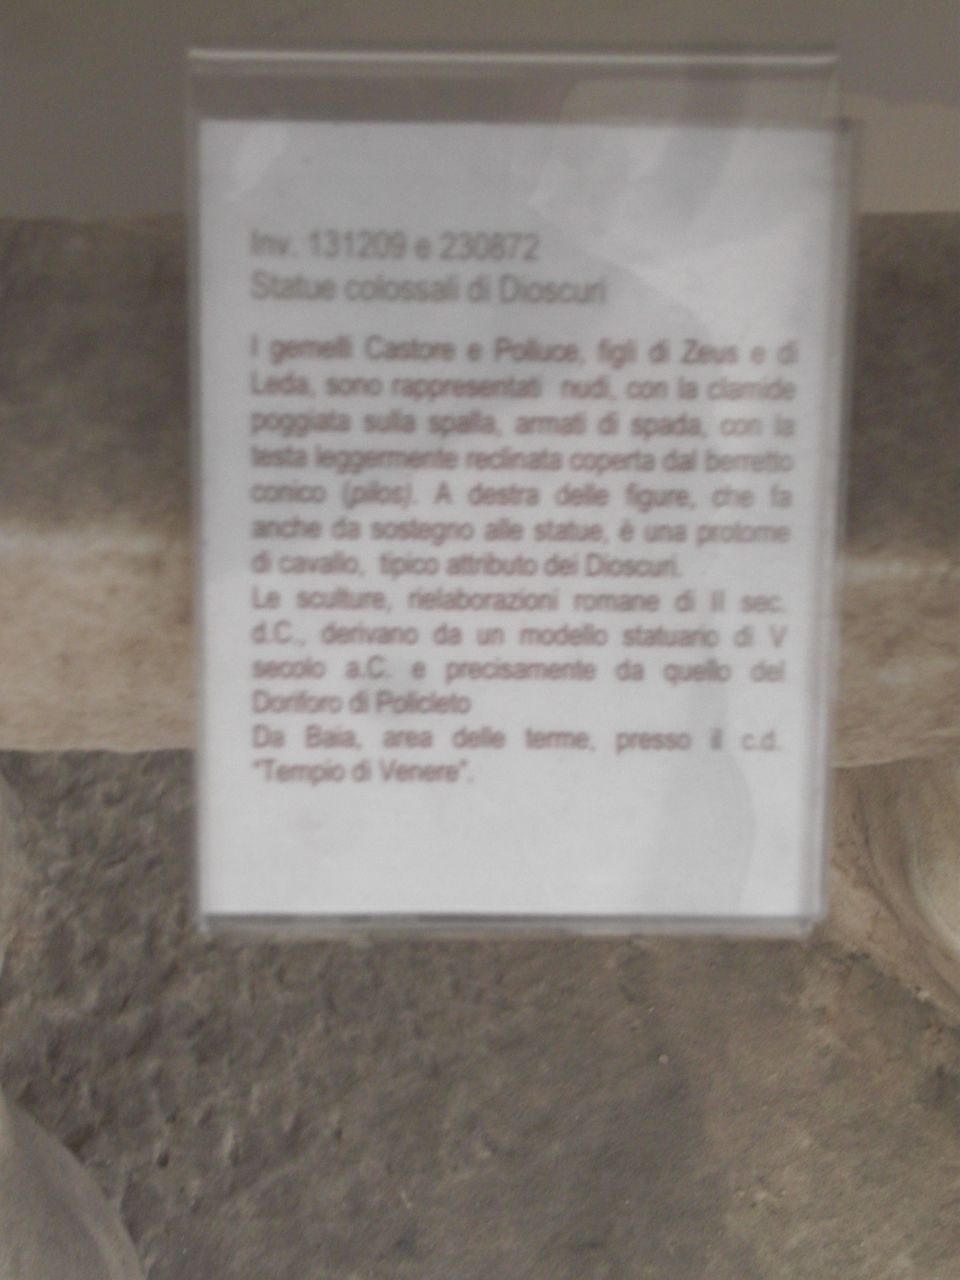 Inv. 131209 e 230872
Statue colossali di Dioscuri
I gemelli Castore e Polluce, figli di Zeus e di
Leda, sono rappresentati nudi, con la clamide
poggiata sulla spalla, armati di spada, con la
testa leggermente reclinata coperta dal berretto
conico (pilos). A destra delle figure, che fa
anche da sostegno alle statue, è una protome
di cavallo, tipico attributo dei Dioscuri.
Le sculture, rielaborazioni romane di II sec.
d.C., derivano da un modello statuario di V
secolo a.C. e precisamente da quello del
Doriforo di Policleto
Da Baia, area delle terme, presso il c.d.
“Tempio di Venere”.